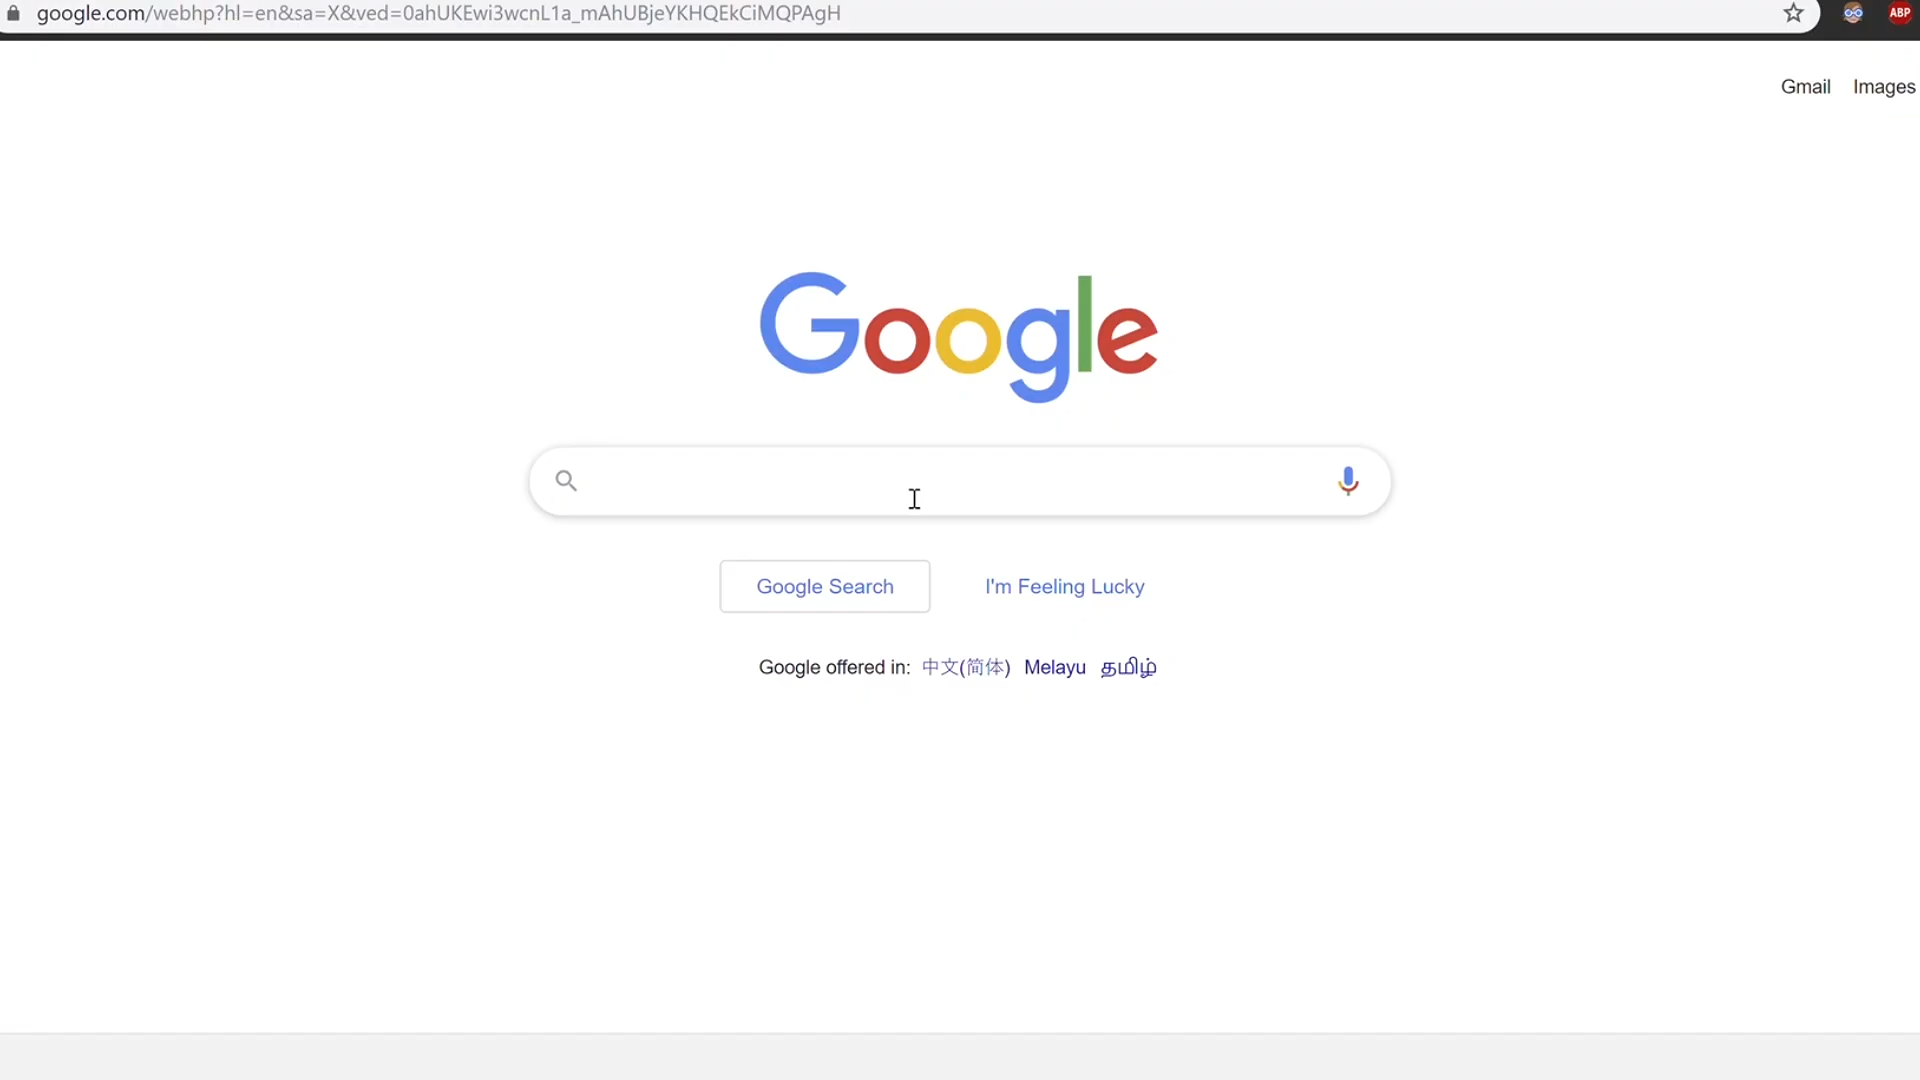 google.com/webhp?hl=en&sa=X&ved=0ahUKEwi3wcnL1a_mAhUBjeYKHQEkCiMQPAgH
ABP
Gmail Images
Google
Google Search I'm Feeling Lucky
Google offered in: 中文(简体) Melayu தமிழ்